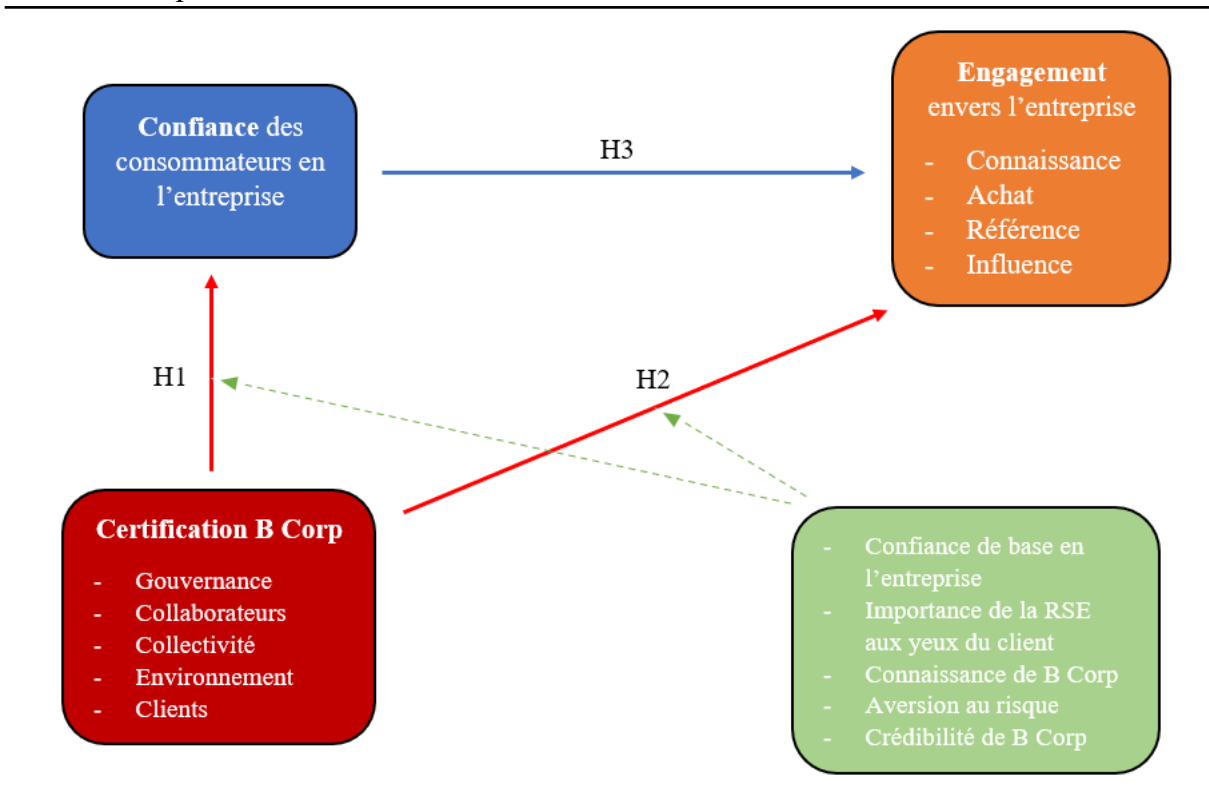 Confiance des
consommateurs en
l’entreprise
H3
Engagement
envers l’entreprise
- Connaissance
- Achat
- Référence
- Influence
H1
H2
Certification B Corp
- Gouvernance
- Collaborateurs
- Collectivité
- Environnement
- Clients
- Confiance de base en
l’entreprise
- Importance de la RSE
aux yeux du client
- Connaissance de B Corp
- Aversion au risque
- Crédibilité de B Corp